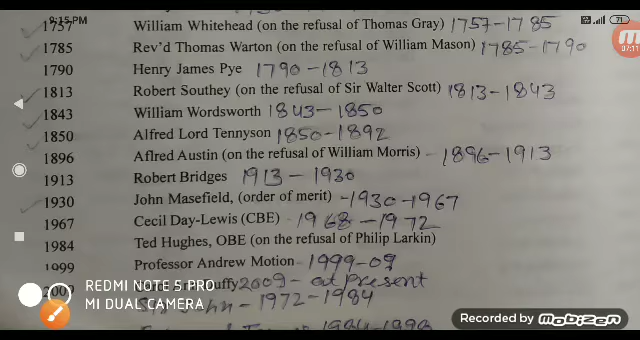 9:15 PM 71
1757 William Whitehead (on the refusal of Thomas Gray) 1757-1785
1785 Rev'd Thomas Warton (on the refusal of William Mason) 1785-1790
07:11
1790 Henry James Pye 1790-1813
1813 Robert Southey (on the refusal of Sir Walter Scott) 1813-1843
1843 William Wordsworth 1843-1850
1850 Alfred Lord Tennyson 1850-1892
1896 Aflred Austin (on the refusal of William Morris) - 1896-1913
1913 Robert Bridges 1913-1930
1930 John Masefield, (order of merit) -1930-1967
1967 Cecil Day-Lewis (CBE) - 1968-1972
1984 Ted Hughes, OBE (on the refusal of Philip Larkin)
1999 Professor Andrew Motion - 1999-09
2009 Duffy 2009- at present
John - 1972-1984
REDMI NOTE 5 PRO
MI DUAL CAMERA
Recorded by mobizen